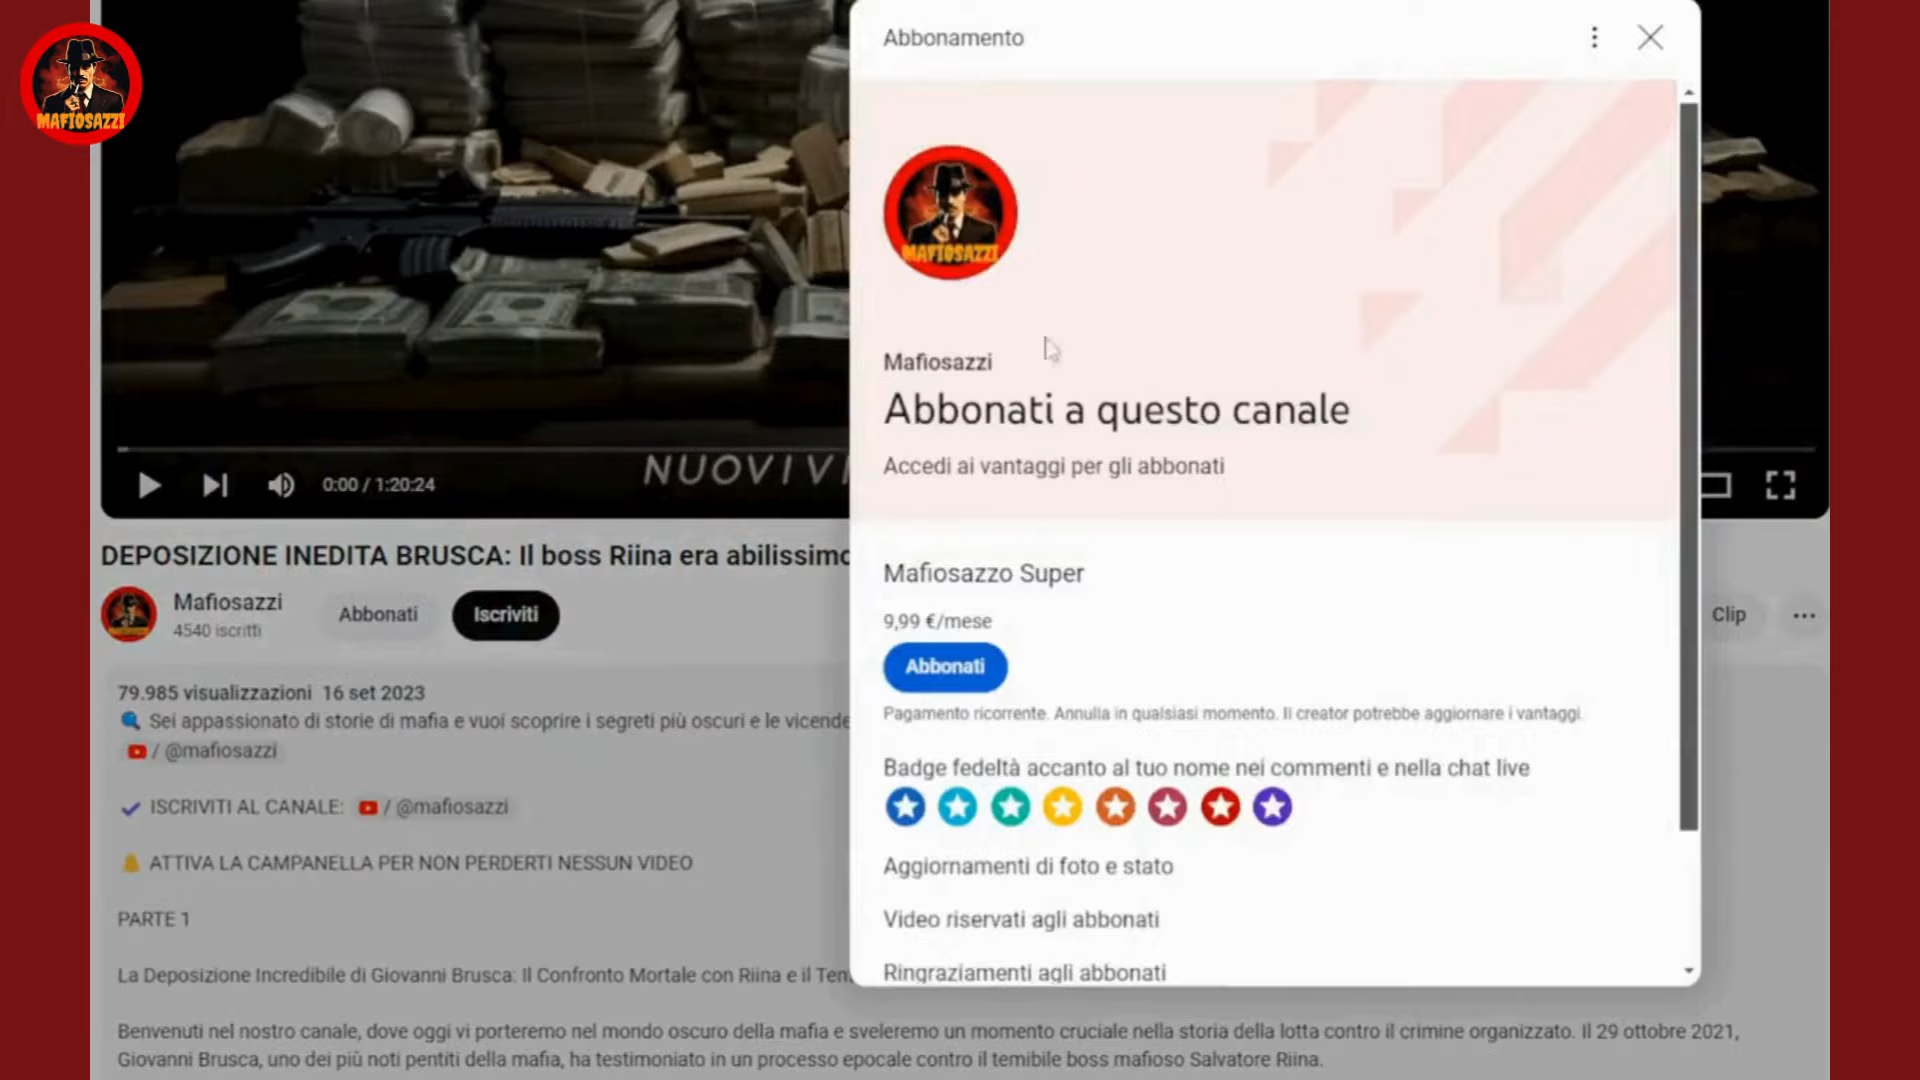 MAFIOSAZZI
Abbonamento
MAFIOSAZZI
Mafiosazzi
Abbonati a questo canale
Accedi ai vantaggi per gli abbonati
0:00 / 1:20:24
NUOVI V
DEPOSIZIONE INEDITA BRUSCA: Il boss Riina era abilissimo
Mafiosazzi
4540 iscritti
Abbonati
Iscriviti
Clip
Mafiosazzo Super
9,99 €/mese
Abbonati
Pagamento ricorrente. Annulla in qualsiasi momento. Il creator potrebbe aggiornare i vantaggi.
Badge fedeltà accanto al tuo nome nei commenti e nella chat live
Aggiornamenti di foto e stato
Video riservati agli abbonati
Ringraziamenti agli abbonati
79.985 visualizzazioni 16 set 2023
Sei appassionato di storie di mafia e vuoi scoprire i segreti più oscuri e le vicende
/ @mafiosazzi
ISCRIVITI AL CANALE: / @mafiosazzi
ATTIVA LA CAMPANELLA PER NON PERDERTI NESSUN VIDEO
PARTE 1
La Deposizione Incredibile di Giovanni Brusca: Il Confronto Mortale con Riina e il Ten
Benvenuti nel nostro canale, dove oggi vi porteremo nel mondo oscuro della mafia e sveleremo un momento cruciale nella storia della lotta contro il crimine organizzato. Il 29 ottobre 2021,
Giovanni Brusca, uno dei più noti pentiti della mafia, ha testimoniato in un processo epocale contro il temibile boss mafioso Salvatore Riina.